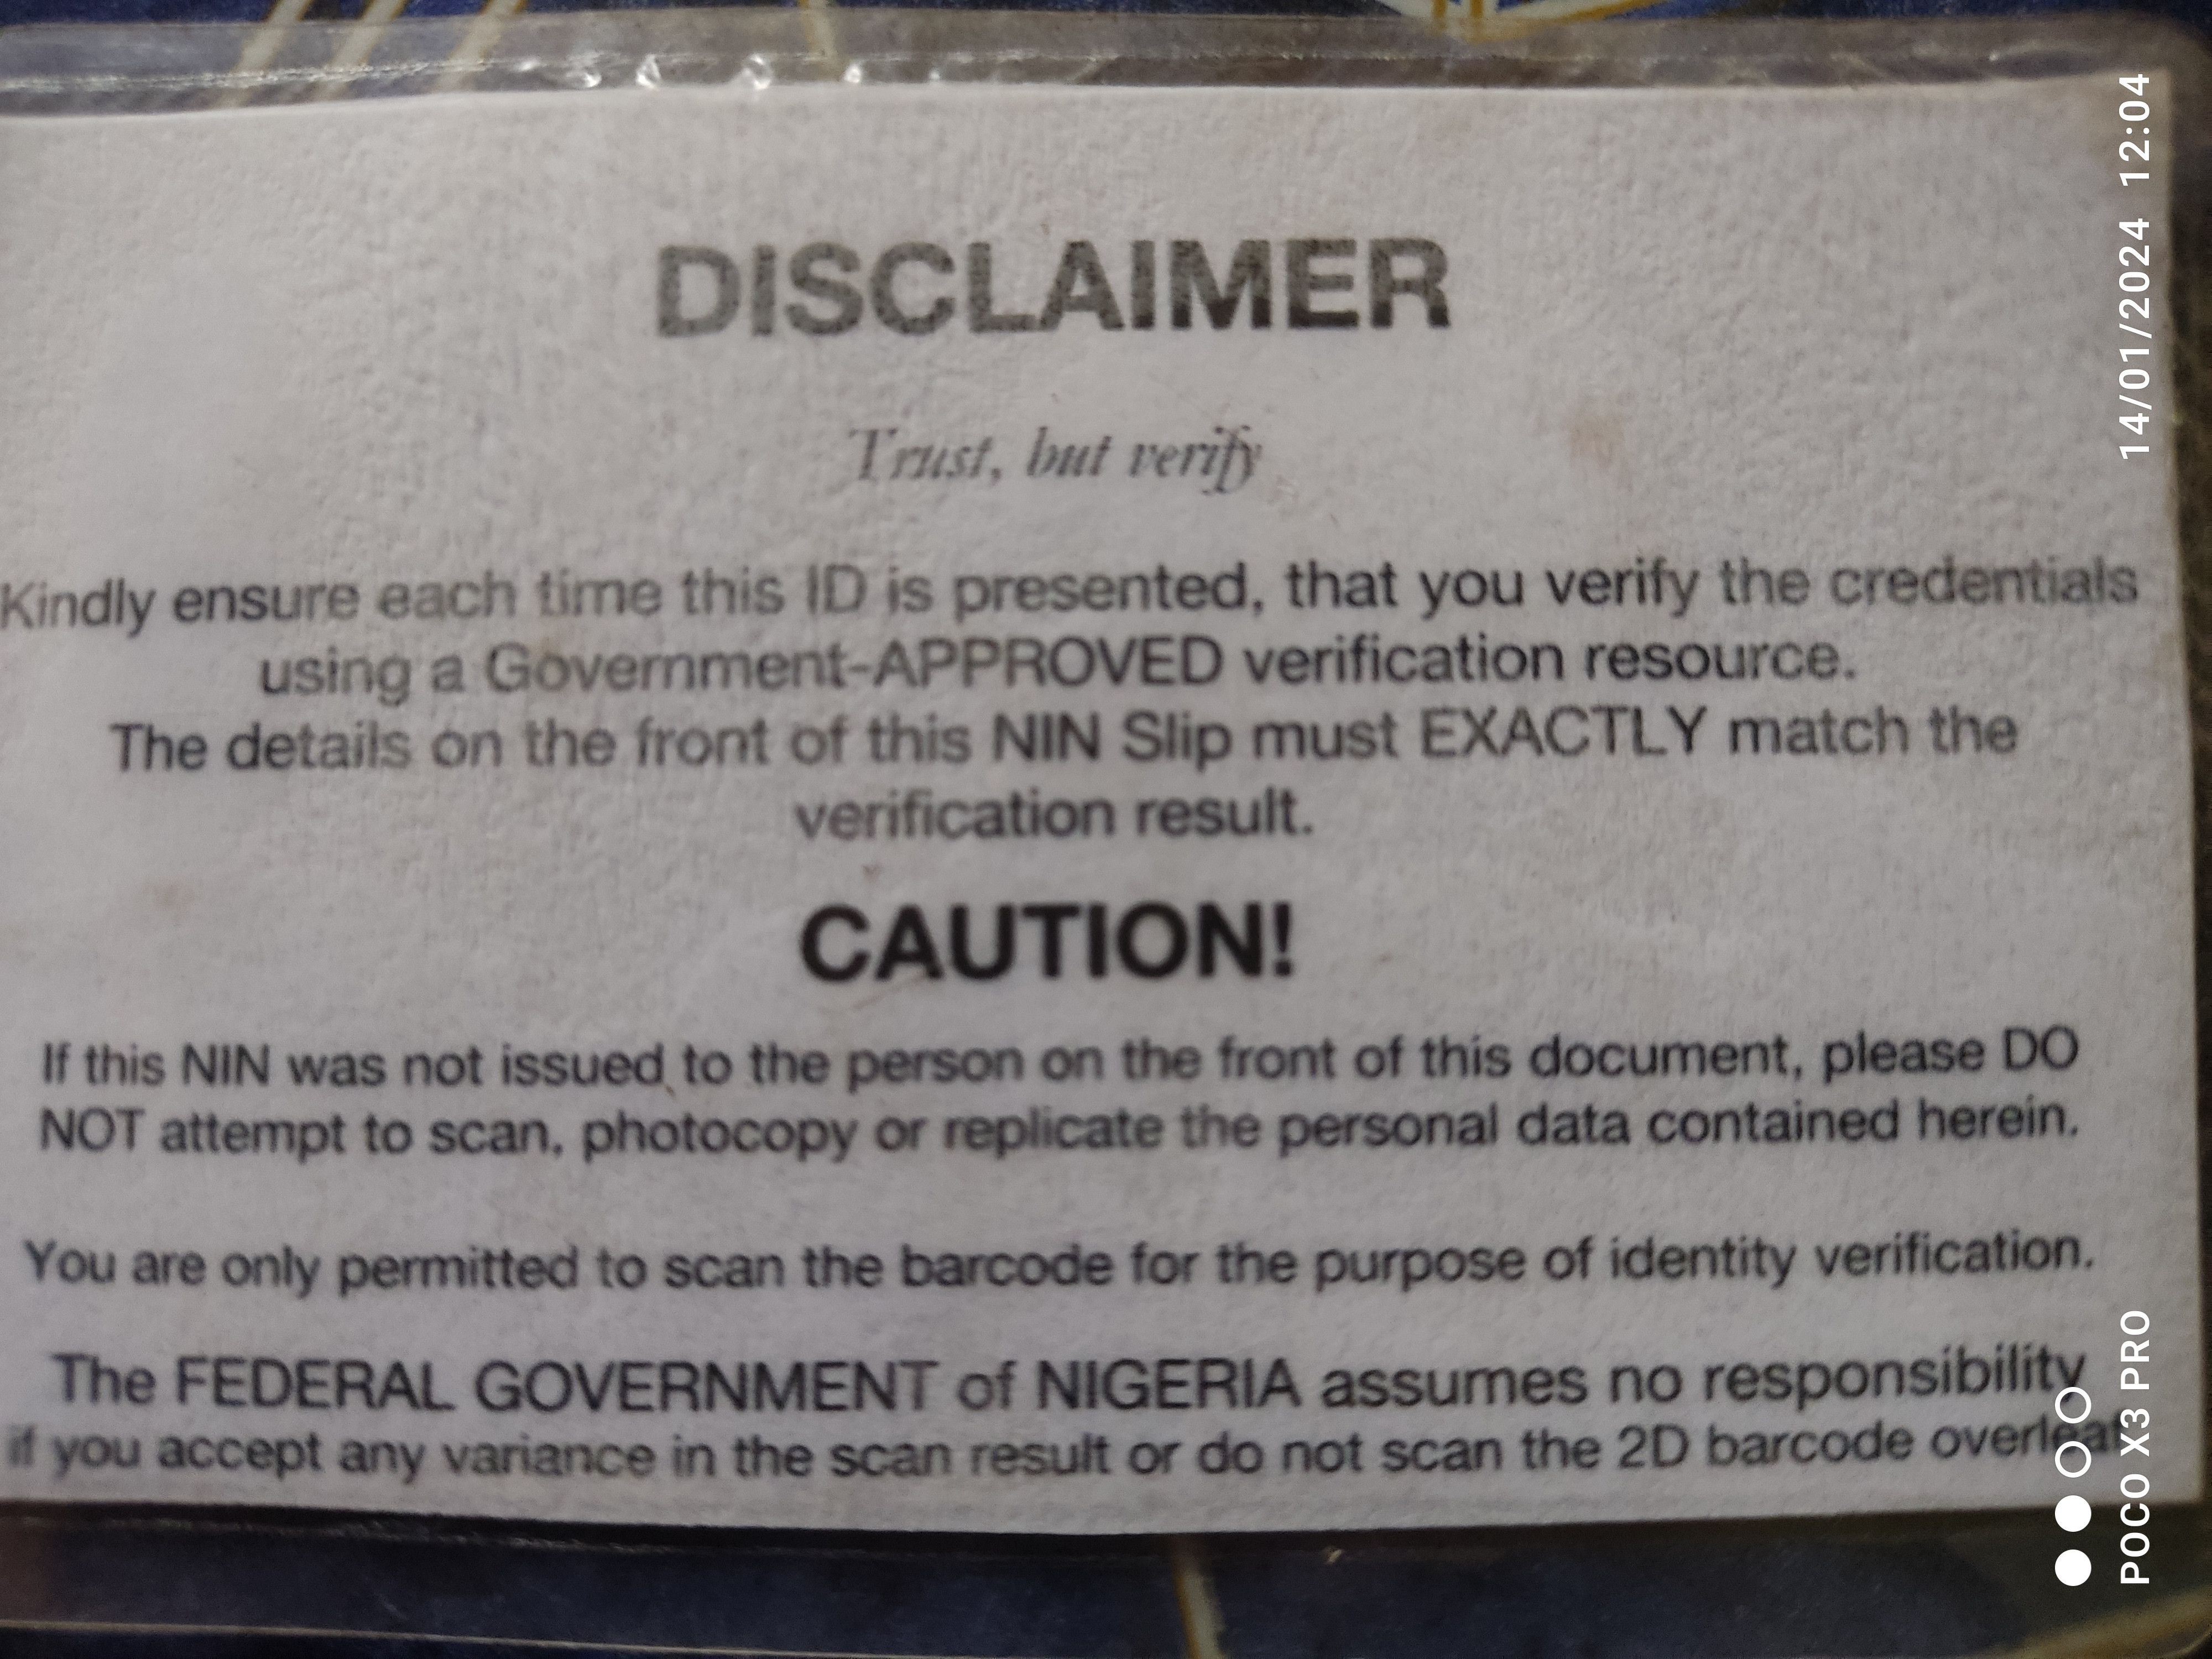 DISCLAIMER
Trust, but verify
Kindly ensure each time this ID is presented, that you verify the credentials
using a Government-APPROVED verification resource.
The details on the front of this NIN Slip must EXACTLY match the
verification result.
CAUTION!
If this NIN was not issued to the person on the front of this document, please DO
NOT attempt to scan, photocopy or replicate the personal data contained herein.
You are only permitted to scan the barcode for the purpose of identity verification.
The FEDERAL GOVERNMENT of NIGERIA assumes no responsibility
if you accept any variance in the scan result or do not scan the 2D barcode overleaf
POCO X3 PRO
14/01/2024 12:04